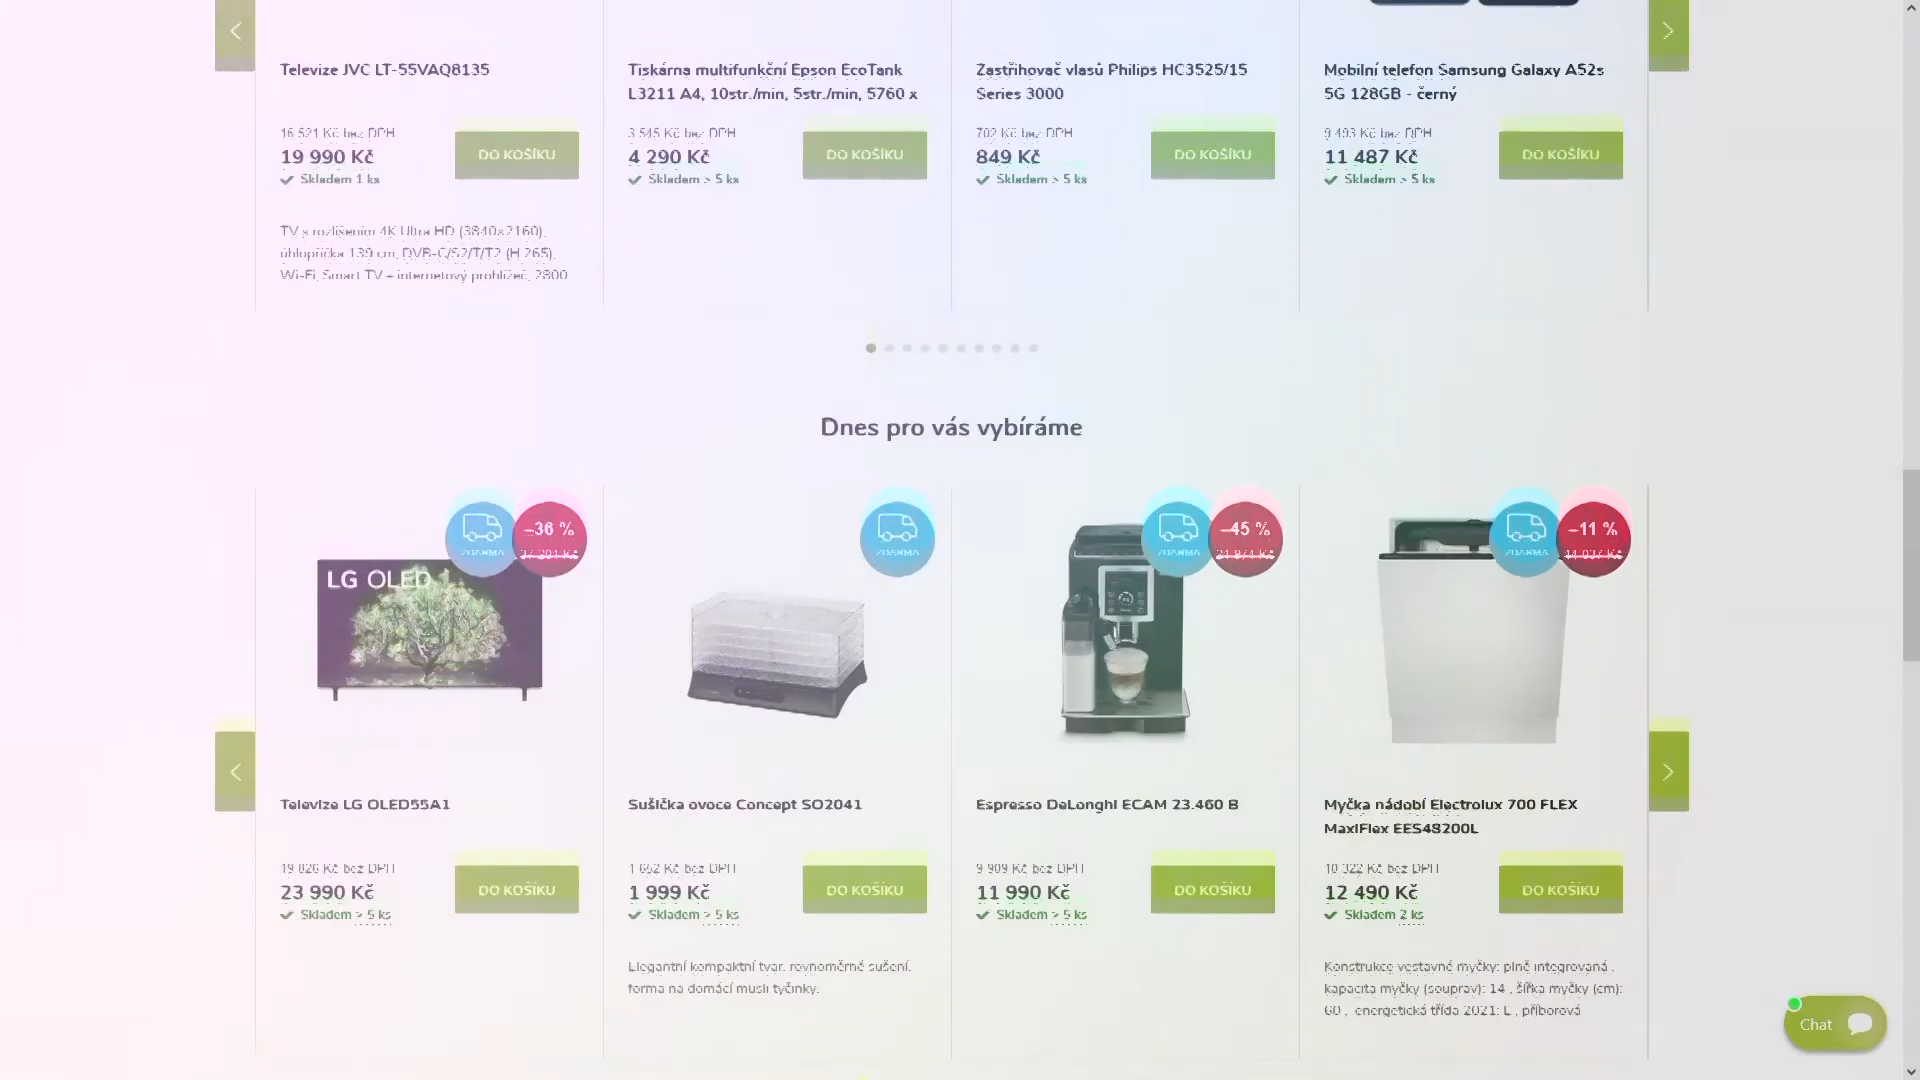 Televize JVC LT-55VAQ8135
16 521 Kč bez DPH
19 990 Kč
DO KOŠÍKU
Skladem 1 ks
TV s rozlišením 4K Ultra HD (3840×2160),
úhlopříčka 139 cm, DVB-C/S2/T/T2 (H.265),
Wi-Fi, Smart TV – internetový prohlížeč, 2800
Tiskárna multifunkční Epson EcoTank
L3211 A4, 10str./min, 5str./min, 5760 x
3 545 Kč bez DPH
4 290 Kč
DO KOŠÍKU
Skladem > 5 ks
Zastřihovač vlasů Philips HC3525/15
Series 3000
702 Kč bez DPH
849 Kč
DO KOŠÍKU
Skladem > 5 ks
Mobilní telefon Samsung Galaxy A52s
5G 128GB - černý
9 493 Kč bez DPH
11 487 Kč
DO KOŠÍKU
Skladem > 5 ks
Dnes pro vás vybíráme
ZDARMA
–36 %
LG OLED
Televize LG OLED55A1
19 826 Kč bez DPH
23 990 Kč
DO KOŠÍKU
Skladem > 5 ks
ZDARMA
Sušička ovoce Concept SO2041
1 652 Kč bez DPH
1 999 Kč
DO KOŠÍKU
Skladem > 5 ks
Elegantní kompaktní tvar. rovnoměrné sušení.
forma na domácí musli tyčinky.
ZDARMA
–45 %
Espresso DeLonghi ECAM 23.460 B
9 909 Kč bez DPH
11 990 Kč
DO KOŠÍKU
Skladem > 5 ks
ZDARMA
–11 %
Myčka nádobí Electrolux 700 FLEX
MaxiFlex EES48200L
10 322 Kč bez DPH
12 490 Kč
DO KOŠÍKU
Skladem 2 ks
Konstrukce vestavné myčky: plně integrovaná ,
kapacita myčky (souprav): 14 , šířka myčky (cm):
60 , energetická třída 2021: E , příborová
Chat